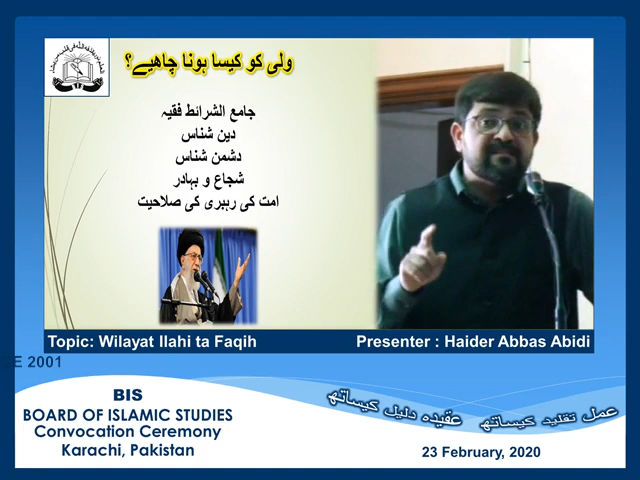 ولی کو کیسا ہونا چاھیے؟
جامع الشرائط فقیہ
دین شناس
دشمن شناس
شجاع و بہادر
امت کی رہبری کی صلاحیت
Topic: Wilayat Ilahi ta Faqih
Presenter : Haider Abbas Abidi
E 2001
BIS
BOARD OF ISLAMIC STUDIES
Convocation Ceremony
Karachi, Pakistan
عمل تقلید کیساتھ عقیدہ دلیل کیساتھ
23 February, 2020